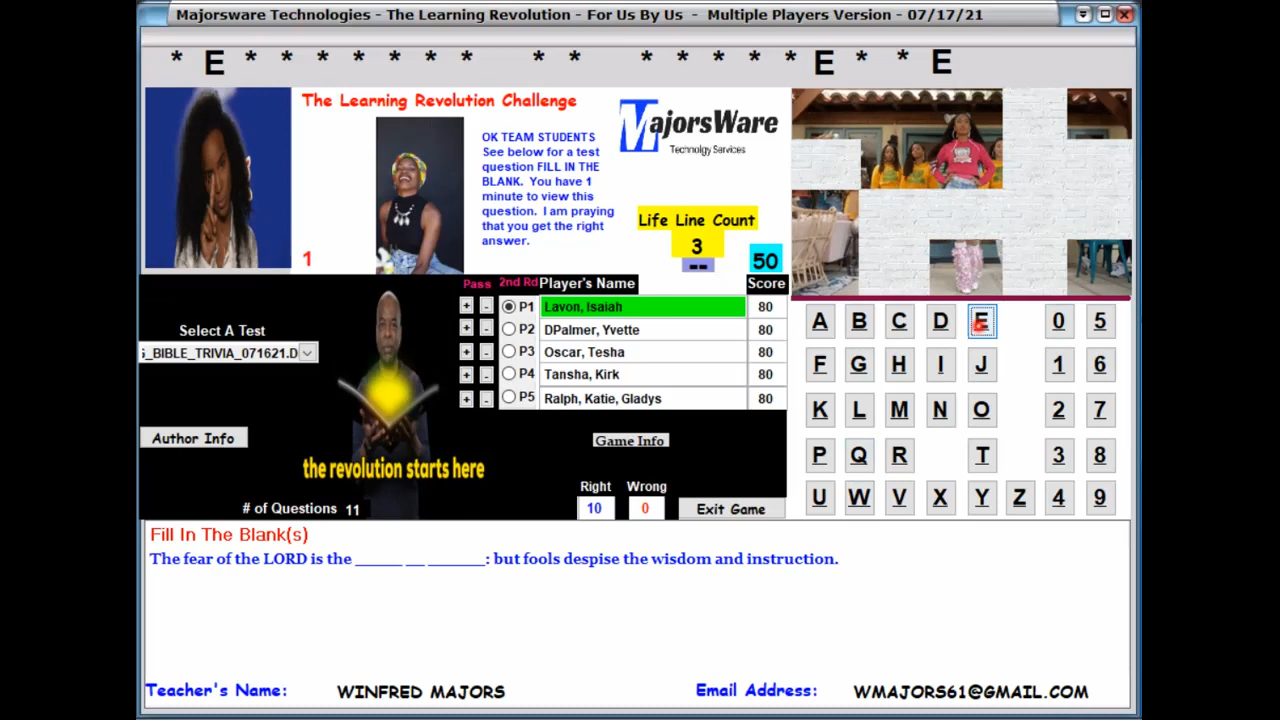 Majorsware Technologies - The Learning Revolution - For Us By Us - Multiple Players Version - 07/17/21
* E * * * * * * * * * * * * * * E * * E
The Learning Revolution Challenge
MajorsWare
Technolgy Services
OK TEAM STUDENTS
See below for a test
question FILL IN THE
BLANK. You have 1
minute to view this
question. I am praying
that you get the right
answer.
1
Life Line Count
3
--
50
Pass 2nd Rd Player's Name Score
+ - P1 Lavon, Isaiah 80
+ - P2 DPalmer, Yvette 80
+ - P3 Oscar, Tesha 80
+ - P4 Tansha, Kirk 80
+ - P5 Ralph, Katie, Gladys 80
Select A Test
_BIBLE_TRIVIA_071621.D
Author Info
the revolution starts here
# of Questions 11
Game Info
Right Wrong
10 0
Exit Game
A B C D E 0 5
F G H I J 1 6
K L M N O 2 7
P Q R T 3 8
U W V X Y Z 4 9
Fill In The Blank(s)
The fear of the LORD is the ______ __ _______: but fools despise the wisdom and instruction.
Teacher's Name: WINFRED MAJORS Email Address: WMAJORS61@GMAIL.COM